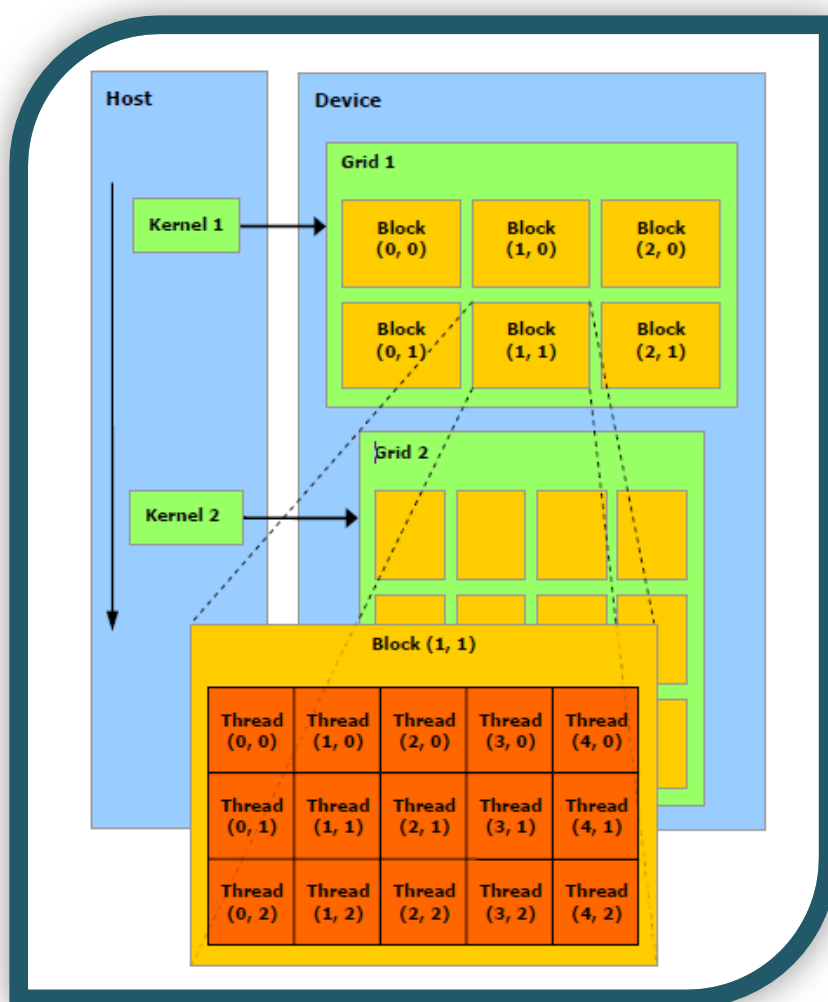 Host
Device
Grid 1
Kernel 1
Block
(0, 0)
Block
(1, 0)
Block
(2, 0)
Block
(0, 1)
Block
(1, 1)
Block
(2, 1)
Grid 2
Kernel 2
Block (1, 1)
Thread
(0, 0)
Thread
(1, 0)
Thread
(2, 0)
Thread
(3, 0)
Thread
(4, 0)
Thread
(0, 1)
Thread
(1, 1)
Thread
(2, 1)
Thread
(3, 1)
Thread
(4, 1)
Thread
(0, 2)
Thread
(1, 2)
Thread
(2, 2)
Thread
(3, 2)
Thread
(4, 2)